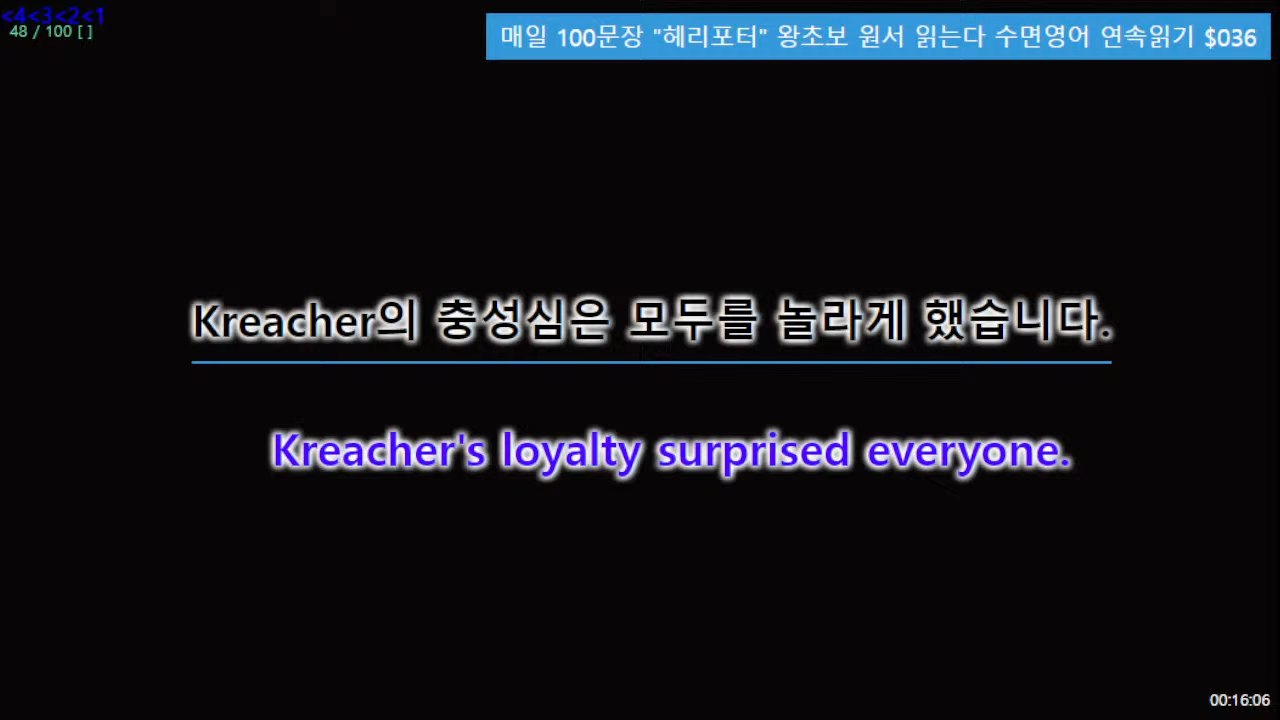 <4<3<2<1
48 / 100 [ ]
매일 100문장 "헤리포터" 왕초보 원서 읽는다 수면영어 연속읽기 $036
Kreacher의 충성심은 모두를 놀라게 했습니다.
Kreacher's loyalty surprised everyone.
00:16:06